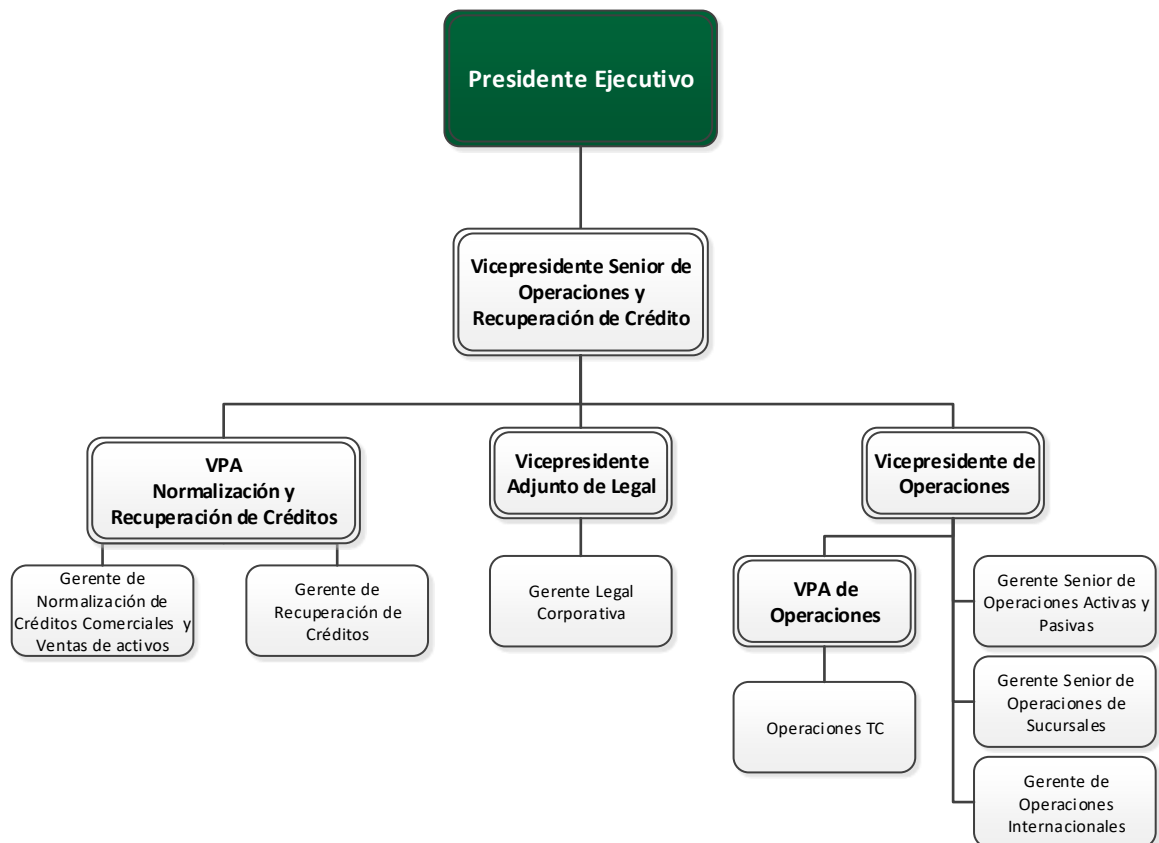 Presidente Ejecutivo
Vicepresidente Senior de
Operaciones y
Recuperación de Crédito
VPA
Normalización y
Recuperación de Créditos
Vicepresidente
Adjunto de Legal
Vicepresidente de
Operaciones
Gerente de
Normalización de
Créditos Comerciales y
Ventas de activos
Gerente de
Recuperación de
Créditos
Gerente Legal
Corporativa
VPA de
Operaciones
Operaciones TC
Gerente Senior de
Operaciones Activas y
Pasivas
Gerente Senior de
Operaciones de
Sucursales
Gerente de
Operaciones
Internacionales